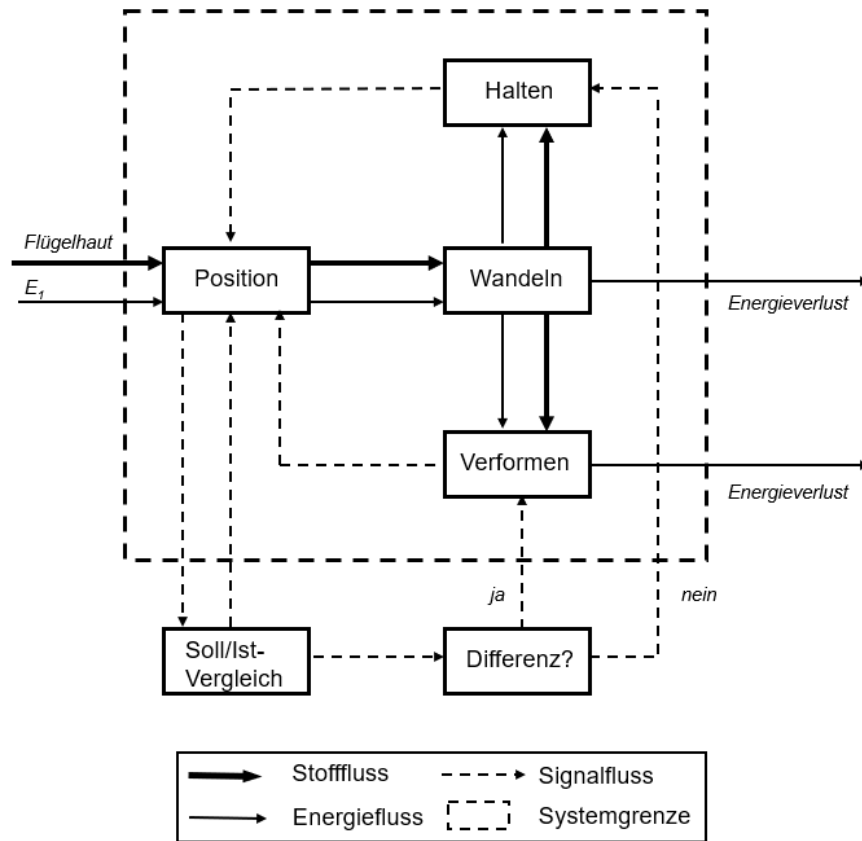 Halten
Flügelhaut
Position
Wandeln
E₁
Energieverlust
Verformen
Energieverlust
ja
nein
Soll/Ist-
Vergleich
Differenz?
Stofffluss
Signalfluss
Energiefluss
Systemgrenze